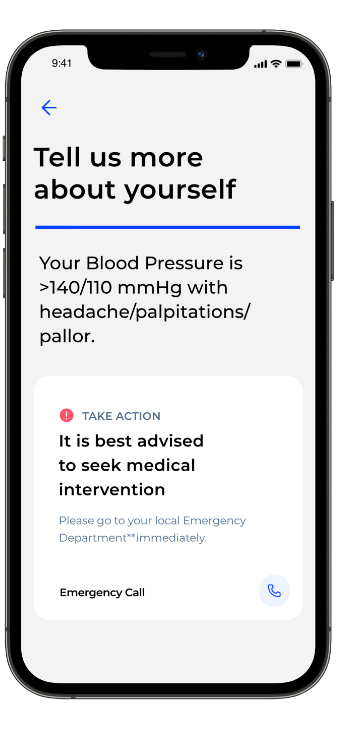 9:41
Tell us more
about yourself
Your Blood Pressure is
>140/110 mmHg with
headache/palpitations/
pallor.
TAKE ACTION
It is best advised
to seek medical
intervention
Please go to your local Emergency
Department**immediately.
Emergency Call